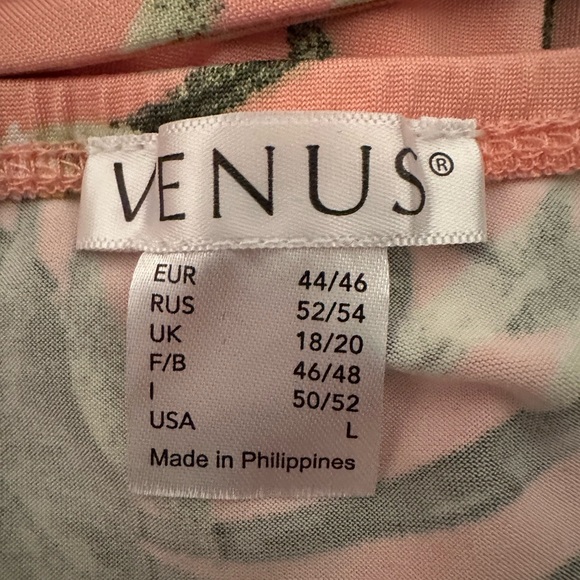 VENUS®
EUR 44/46
RUS 52/54
UK 18/20
F/B 46/48
I 50/52
USA L
Made in Philippines